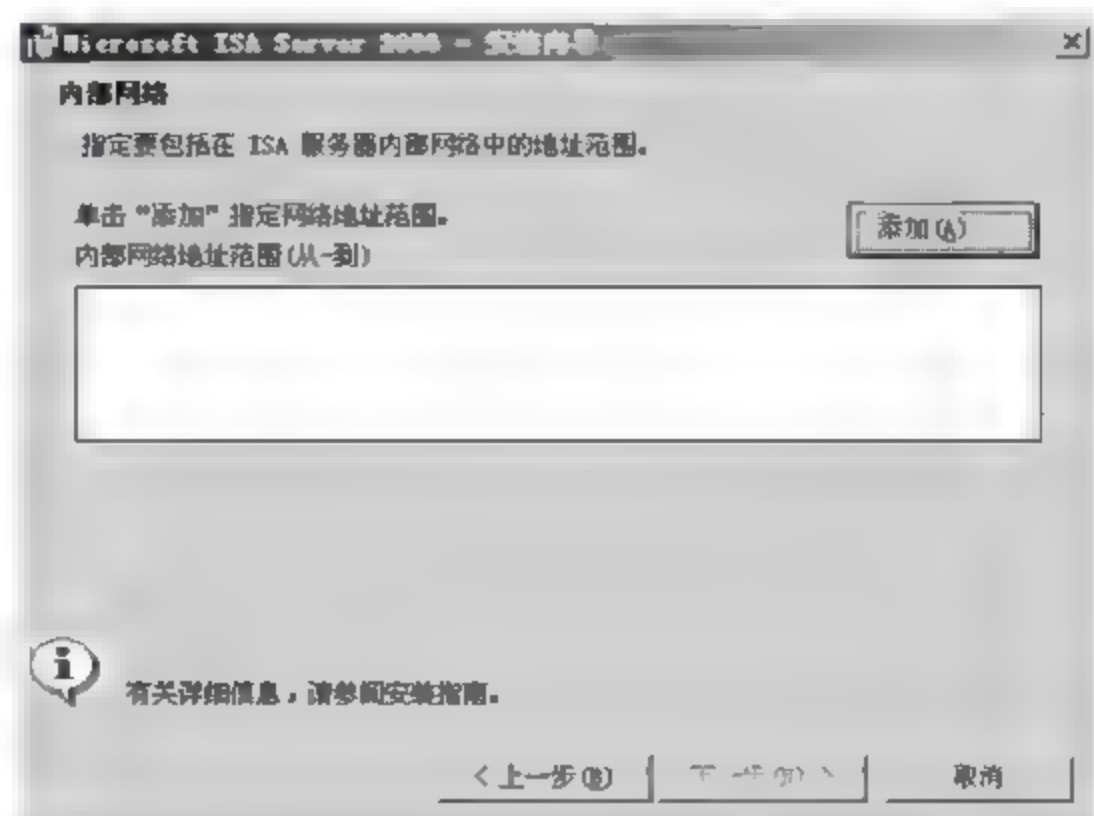 Microsoft ISA Server 2006 - 安装向导
内部网络
指定要包括在 ISA 服务器内部网络中的地址范围。
单击“添加”指定网络地址范围。
添加(A)
内部网络地址范围(从-到)
有关详细信息，请参阅安装指南。
< 上一步(B)
下一步(N) >
取消